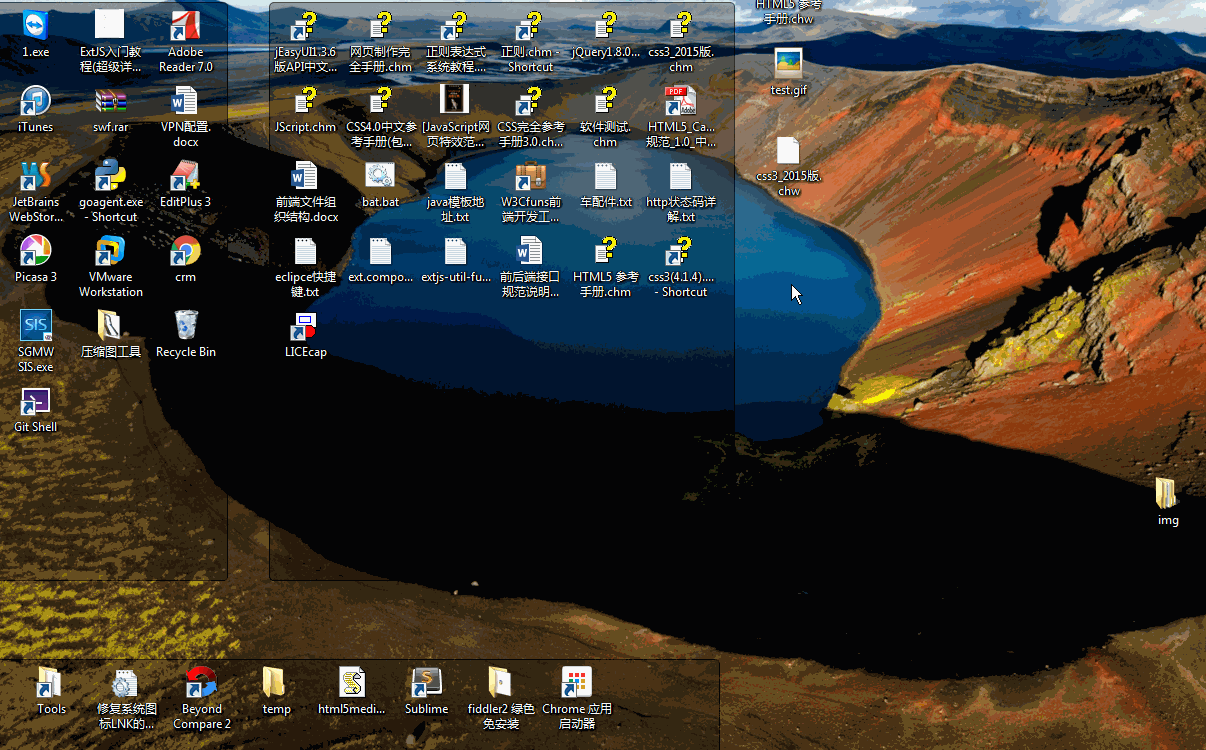 1.exe
ExtJS入门教
程(超级详...
Adobe
Reader 7.0
iTunes
swf.rar
VPN配置.
docx
JetBrains
WebStor...
goagent.exe
- Shortcut
EditPlus 3
Picasa 3
VMware
Workstation
crm
SIS
SGMW
SIS.exe
压缩图工具
Recycle Bin
Git Shell
jEasyUI1.3.6
版API中文...
网页制作完
全手册.chm
正则表达式
系统教程....
正则.chm -
Shortcut
jQuery1.8.0...
css3_2015版.
chm
JScript.chm
CSS4.0中文参
考手册(包...
[JavaScript网
页特效范...
CSS完全参考
手册3.0.ch...
软件测试.
chm
PDF
Adobe
HTML5_Ca...
规范_1.0_中...
前端文件组
织结构.docx
bat.bat
java模板地
址.txt
W3Cfuns前
端开发工...
车配件.txt
http状态码详
解.txt
eclipce快捷
键.txt
ext.compo...
extjs-util-fu...
前后端接口
规范说明...
HTML5 参考
手册.chm
css3(4.1.4)....
- Shortcut
LICEcap
HTML5 参考
手册.chw
test.gif
css3_2015版.
chw
img
Tools
修复系统图
标LNK的...
Beyond
Compare 2
temp
html5medi...
Sublime
fiddler2 绿色
免安装
Chrome 应用
启动器